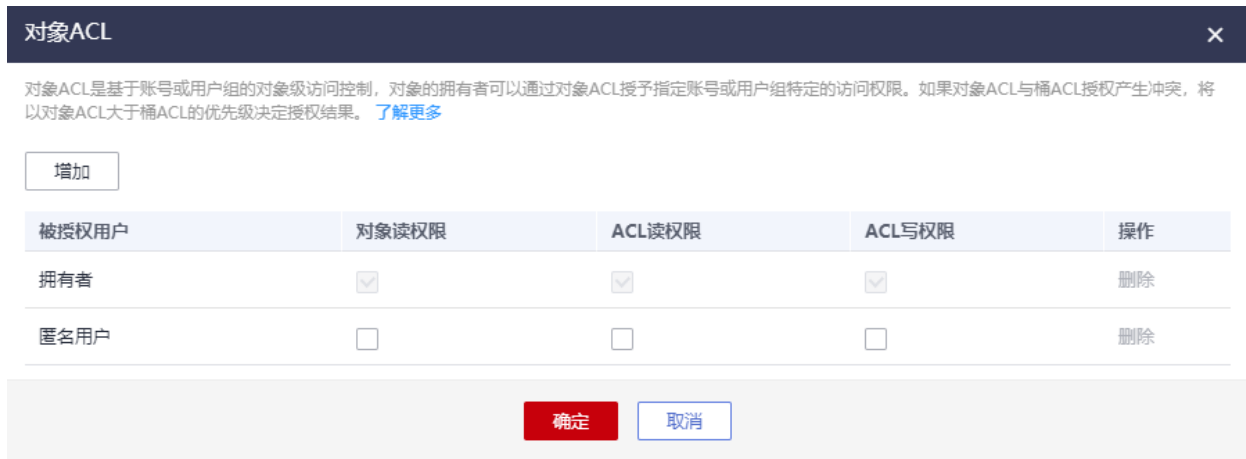 对象ACL
对象ACL是基于账号或用户组的对象级访问控制，对象的拥有者可以通过对象ACL授予指定账号或用户组特定的访问权限。如果对象ACL与桶ACL授权产生冲突，将
以对象ACL大于桶ACL的优先级决定授权结果。 了解更多
增加
被授权用户 对象读权限 ACL读权限 ACL写权限 操作
拥有者 删除
匿名用户 删除
确定 取消